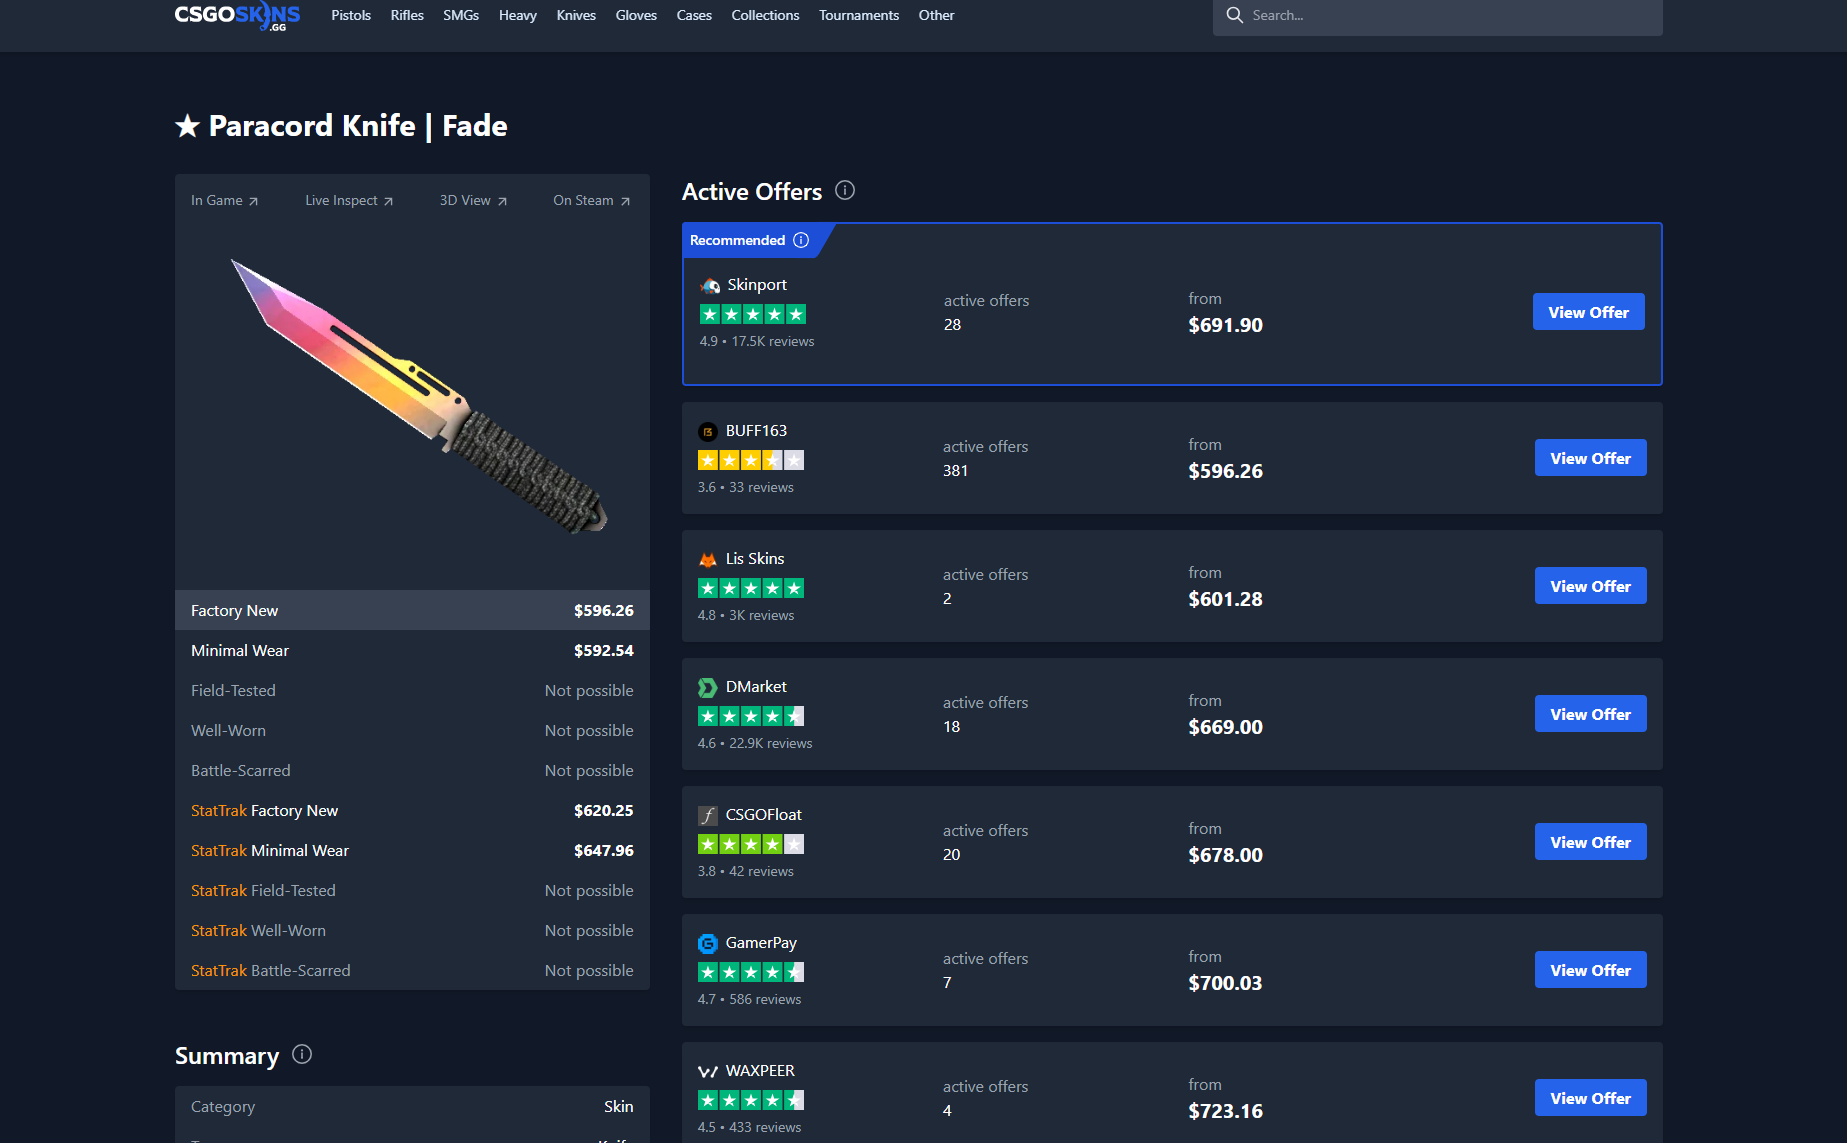 CSGOSKINS.GG
Pistols Rifles SMGs Heavy Knives Gloves Cases Collections Tournaments Other
Search...
★ Paracord Knife | Fade
In Game Live Inspect 3D View On Steam
Factory New $596.26
Minimal Wear $592.54
Field-Tested Not possible
Well-Worn Not possible
Battle-Scarred Not possible
StatTrak Factory New $620.25
StatTrak Minimal Wear $647.96
StatTrak Field-Tested Not possible
StatTrak Well-Worn Not possible
StatTrak Battle-Scarred Not possible
Summary
Category Skin
Active Offers
Recommended
Skinport
4.9 • 17.5K reviews
active offers
28
from
$691.90
View Offer
BUFF163
3.6 • 33 reviews
active offers
381
from
$596.26
View Offer
Lis Skins
4.8 • 3K reviews
active offers
2
from
$601.28
View Offer
DMarket
4.6 • 22.9K reviews
active offers
18
from
$669.00
View Offer
CSGOFloat
3.8 • 42 reviews
active offers
20
from
$678.00
View Offer
GamerPay
4.7 • 586 reviews
active offers
7
from
$700.03
View Offer
WAXPEER
4.5 • 433 reviews
active offers
4
from
$723.16
View Offer